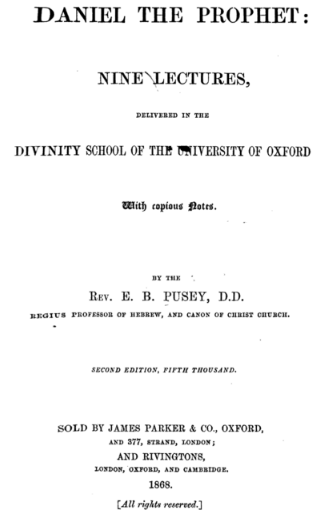 DANIEL THE PROPHET:
NINE LECTURES,
DELIVERED IN THE
DIVINITY SCHOOL OF THE UNIVERSITY OF OXFORD
With copious Notes.
BY THE
REV. E. B. PUSEY, D.D.
REGIUS PROFESSOR OF HEBREW, AND CANON OF CHRIST CHURCH.
SECOND EDITION, FIFTH THOUSAND.
SOLD BY JAMES PARKER & CO., OXFORD,
AND 377, STRAND, LONDON;
AND RIVINGTONS,
LONDON, OXFORD, AND CAMBRIDGE.
1868.
[All rights reserved.]